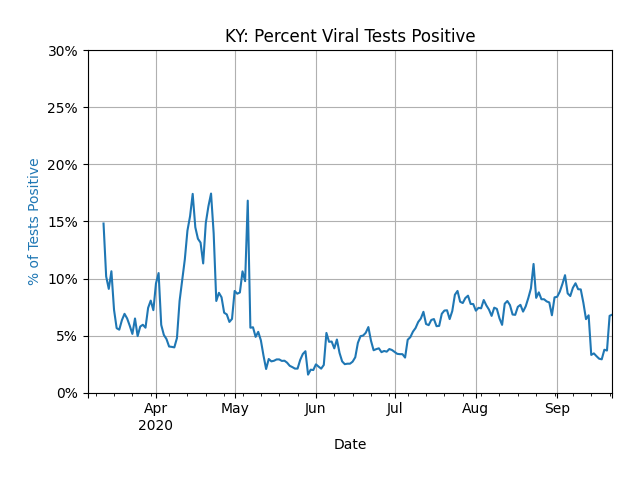 KY: Percent Viral Tests Positive
30%
25%
20%
15%
10%
5%
0%
% of Tests Positive
Apr
2020
May
Jun
Jul
Aug
Sep
Date